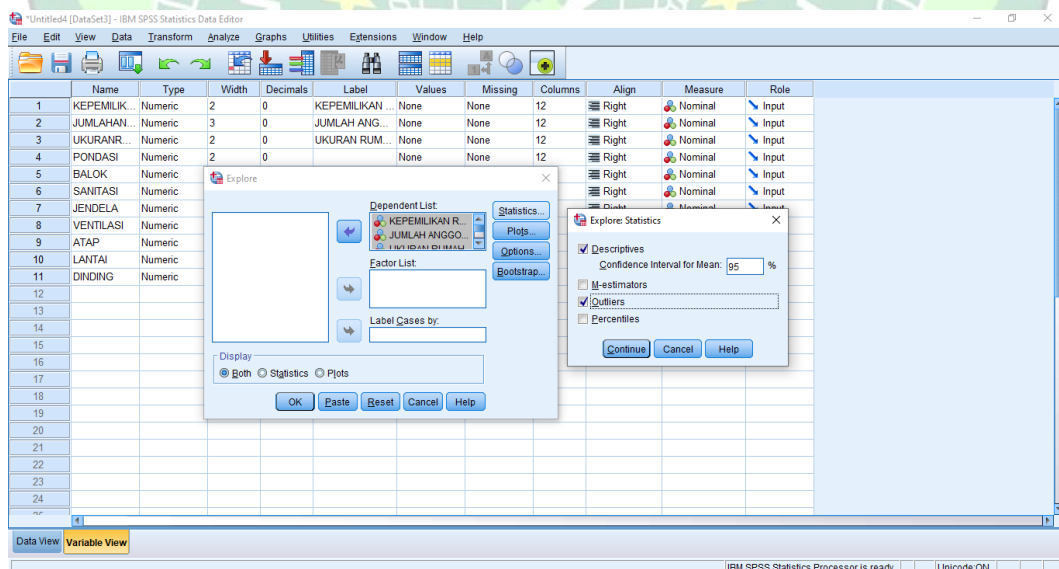 *Untitled4 [DataSet3] - IBM SPSS Statistics Data Editor
File Edit View Data Transform Analyze Graphs Utilities Extensions Window Help
Name Type Width Decimals Label Values Missing Columns Align Measure Role
1 KEPEMILIK... Numeric 2 0 KEPEMILIKAN ... None None 12 Right Nominal Input
2 JUMLAHAN... Numeric 3 0 JUMLAH ANG... None None 12 Right Nominal Input
3 UKURANR... Numeric 2 0 UKURAN RUM... None None 12 Right Nominal Input
4 PONDASI Numeric 2 0 None None 12 Right Nominal Input
5 BALOK Numeric Right Nominal Input
6 SANITASI Numeric Right Nominal Input
7 JENDELA Numeric Right Nominal Input
8 VENTILASI Numeric
9 ATAP Numeric
10 LANTAI Numeric
11 DINDING Numeric
12
13
14
15
16
17
18
19
20
21
22
23
24
Explore
Dependent List:
KEPEMILIKAN R...
JUMLAH ANGGO...
UKURAN RUMAH
Factor List:
Label Cases by:
Statistics...
Plots...
Options...
Bootstrap...
Display
Both Statistics Plots
OK Paste Reset Cancel Help
Explore: Statistics
Descriptives
Confidence Interval for Mean: 95 %
M-estimators
Outliers
Percentiles
Continue Cancel Help
Data View Variable View
IBM SPSS Statistics Processor is ready Unicode:ON